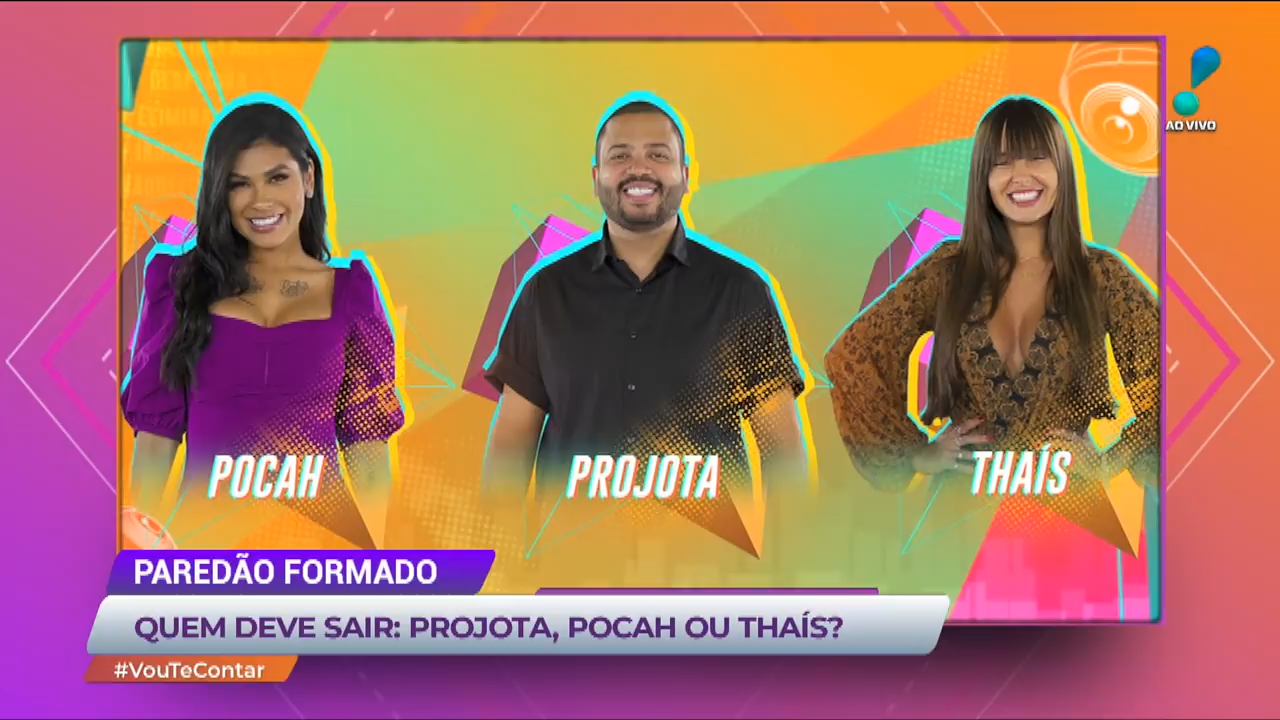 AO VIVO
POCAH
PROJOTA
THAÍS
PAREDÃO FORMADO
QUEM DEVE SAIR: PROJOTA, POCAH OU THAÍS?
#VouTeContar